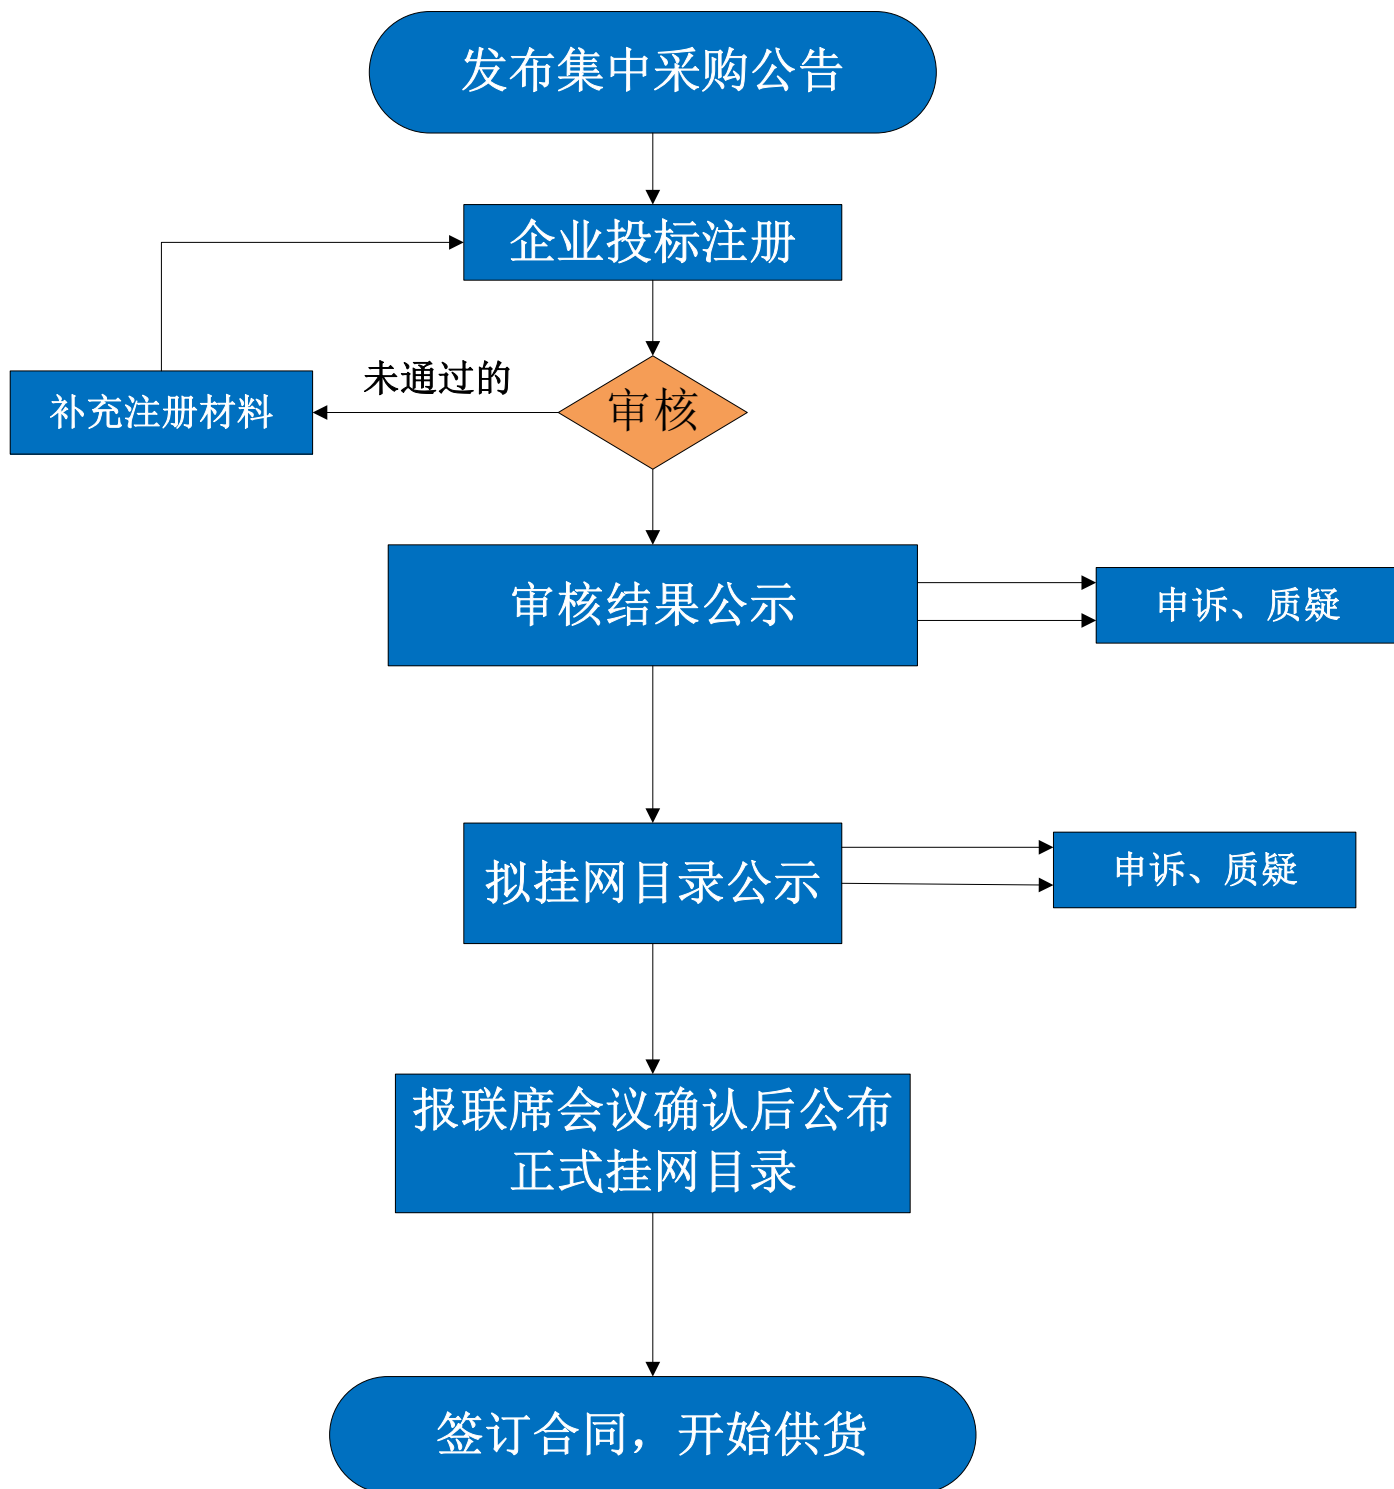 发布集中采购公告
企业投标注册
未通过的
补充注册材料
审核
审核结果公示
申诉、质疑
拟挂网目录公示
申诉、质疑
报联席会议确认后公布
正式挂网目录
签订合同，开始供货